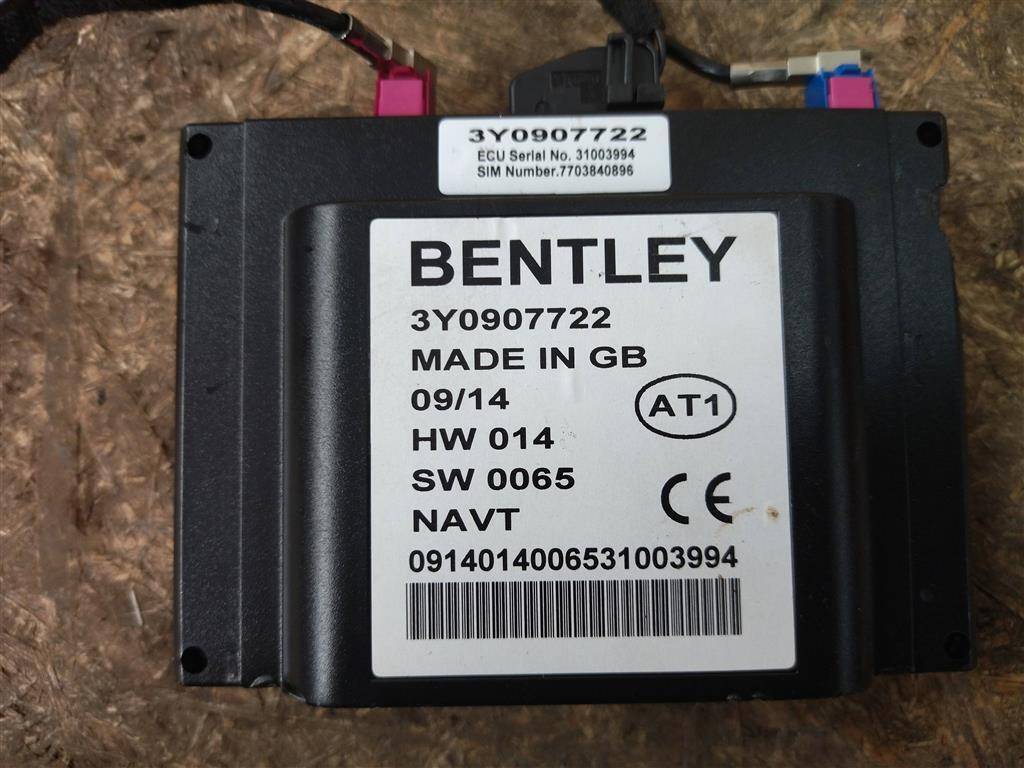 3Y0907722
ECU Serial No. 31003994
SIM Number.7703840896
BENTLEY
3Y0907722
MADE IN GB
09/14
AT1
HW 014
SW 0065
CE
NAVT
0914014006531003994